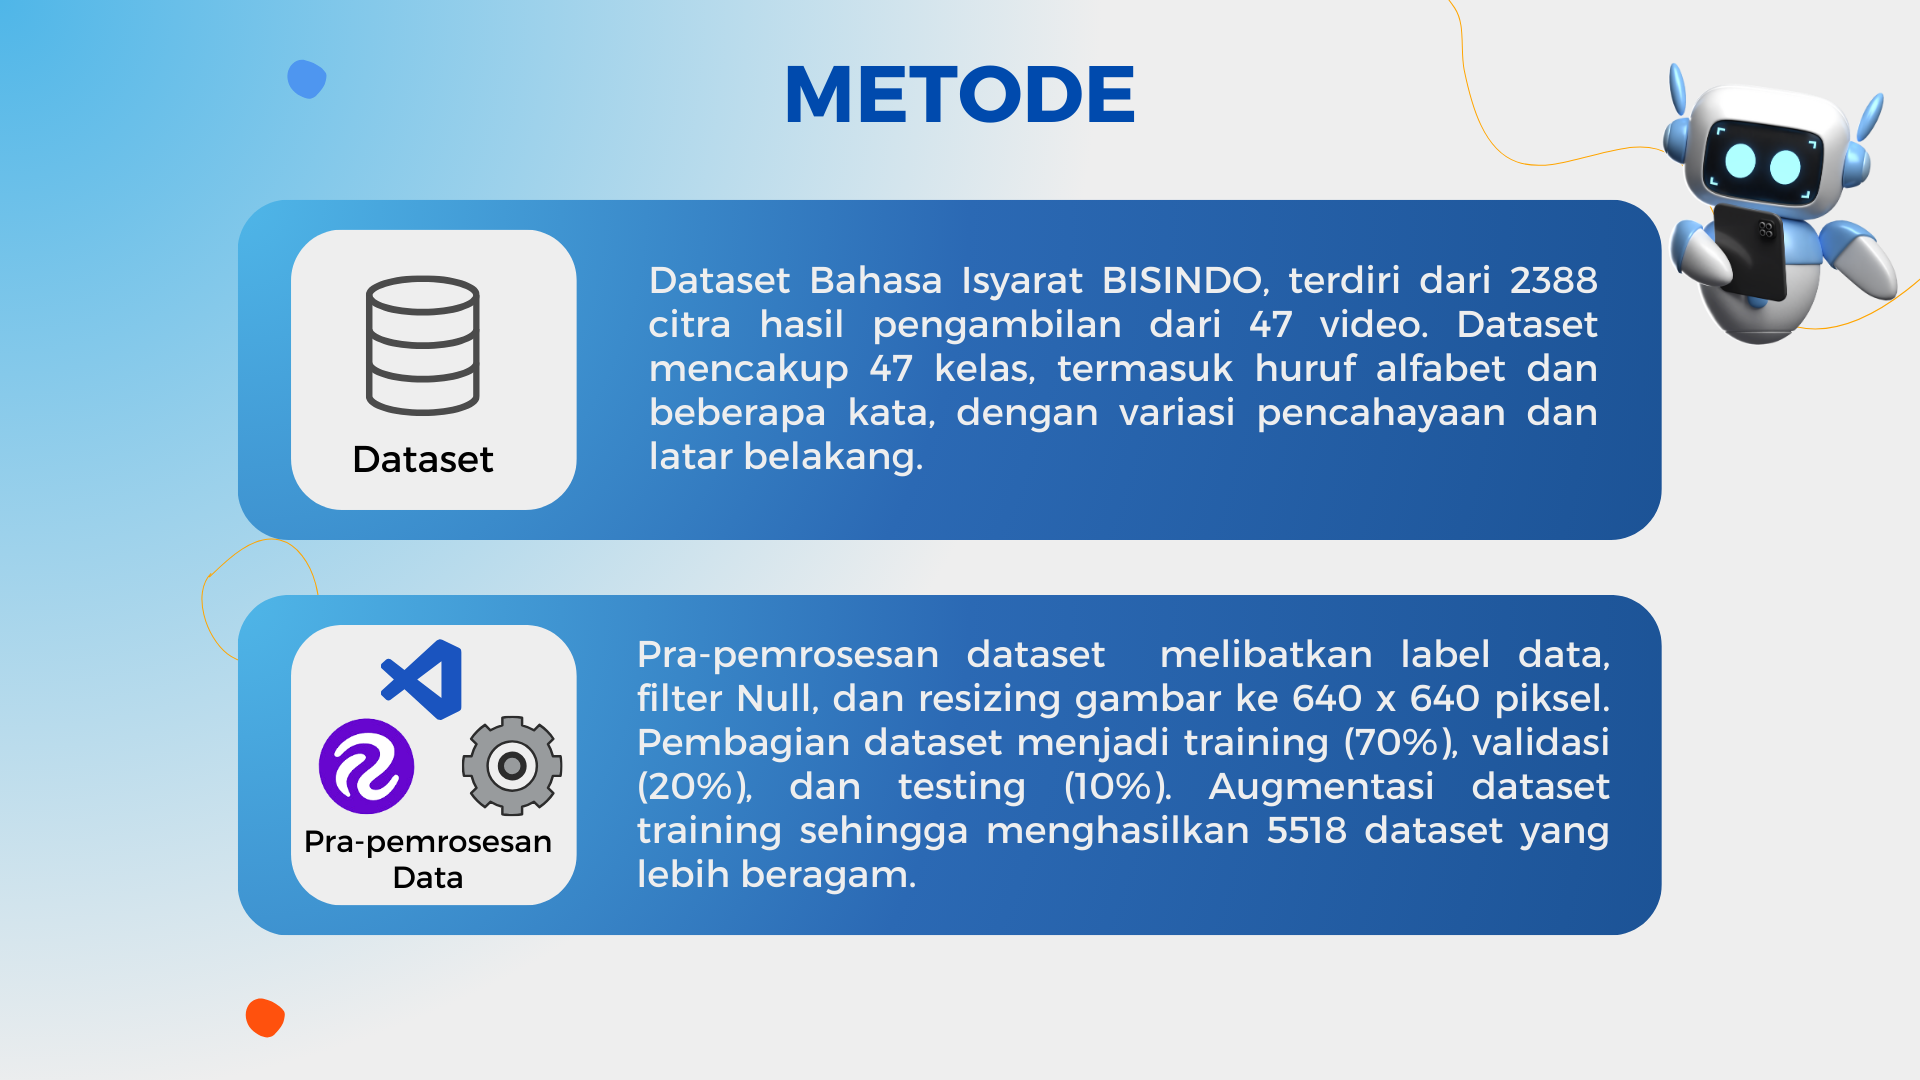 METODE
Dataset Bahasa Isyarat BISINDO, terdiri dari 2388
citra hasil pengambilan dari 47 video. Dataset
mencakup 47 kelas, termasuk huruf alfabet dan
beberapa kata, dengan variasi pencahayaan dan
latar belakang.
Dataset
Pra-pemrosesan dataset melibatkan label data,
filter Null, dan resizing gambar ke 640 x 640 piksel.
Pembagian dataset menjadi training (70%), validasi
(20%), dan testing (10%). Augmentasi dataset
training sehingga menghasilkan 5518 dataset yang
lebih beragam.
Pra-pemrosesan
Data